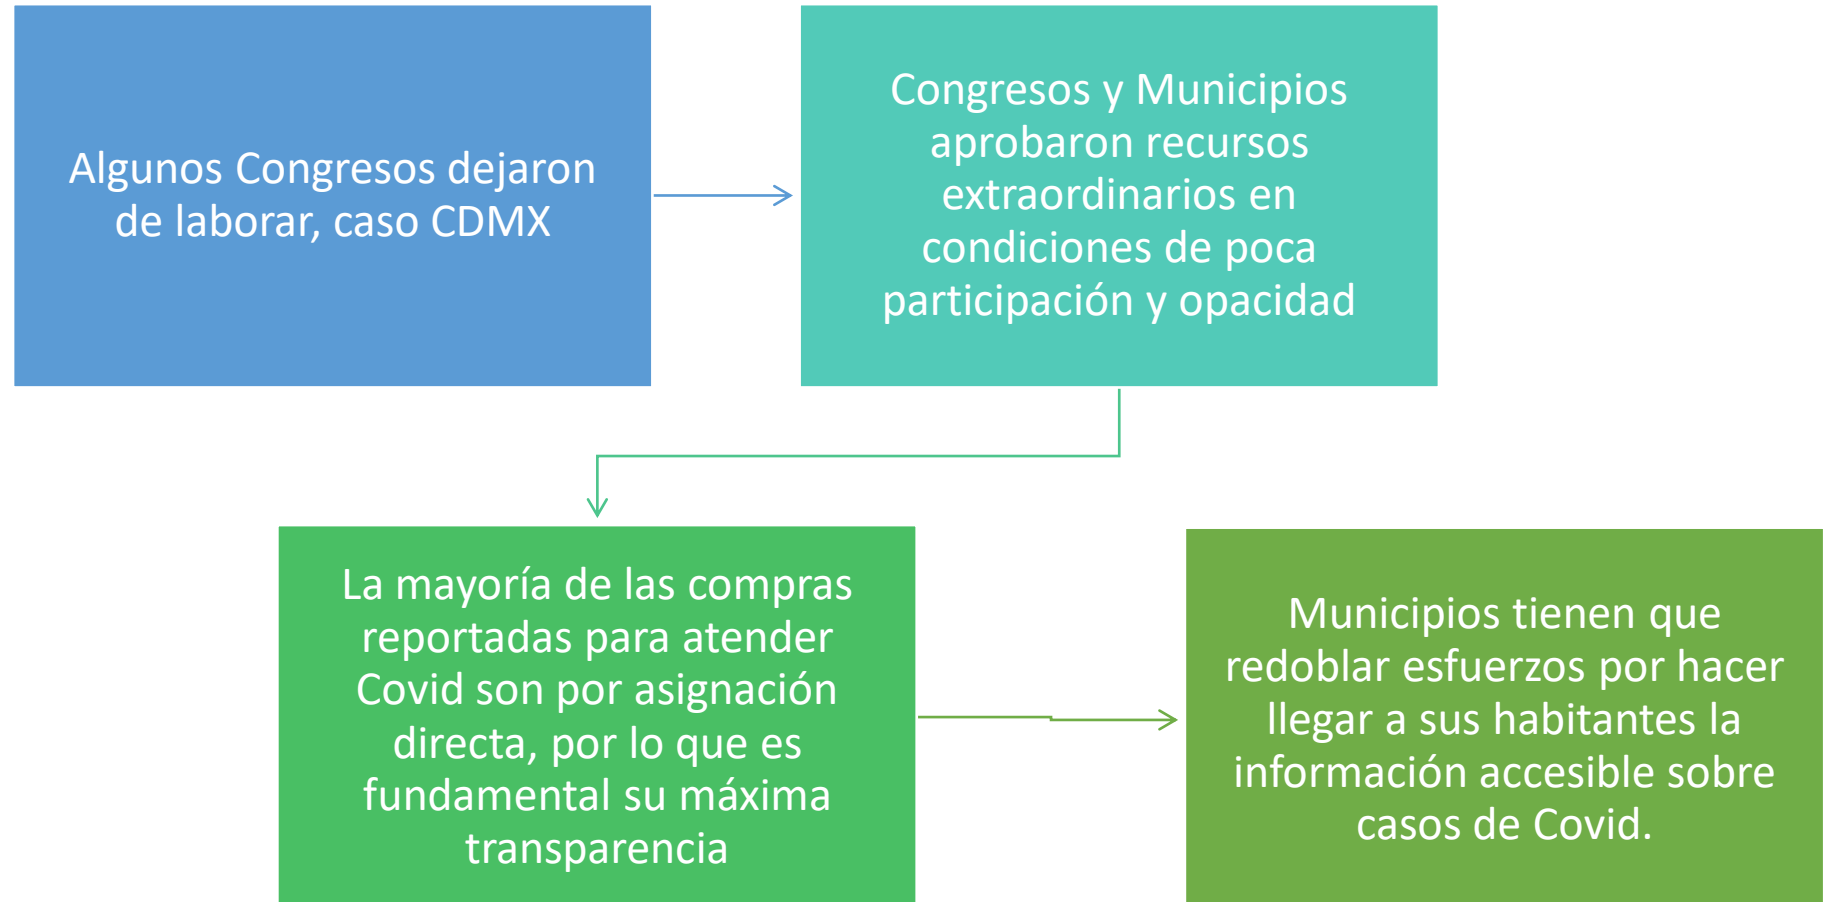 Algunos Congresos dejaron
de laborar, caso CDMX
Congresos y Municipios
aprobaron recursos
extraordinarios en
condiciones de poca
participación y opacidad
La mayoría de las compras
reportadas para atender
Covid son por asignación
directa, por lo que es
fundamental su máxima
transparencia
Municipios tienen que
redoblar esfuerzos por hacer
llegar a sus habitantes la
información accesible sobre
casos de Covid.